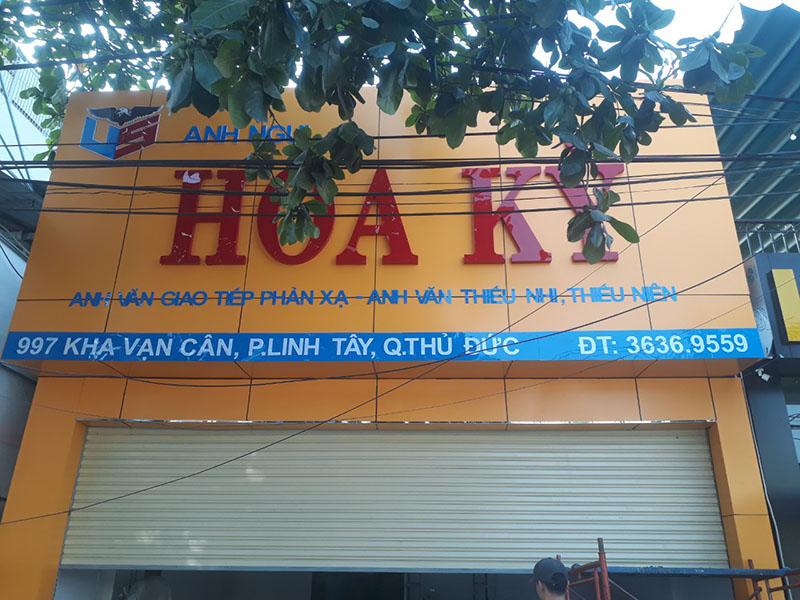 ANH NGỮ
HOA KỲ
ANH VĂN GIAO TIẾP PHẢN XẠ - ANH VĂN THIẾU NHI, THIẾU NIÊN
997 KHA VẠN CÂN, P.LINH TÂY, Q.THỦ ĐỨC ĐT: 3636.9559